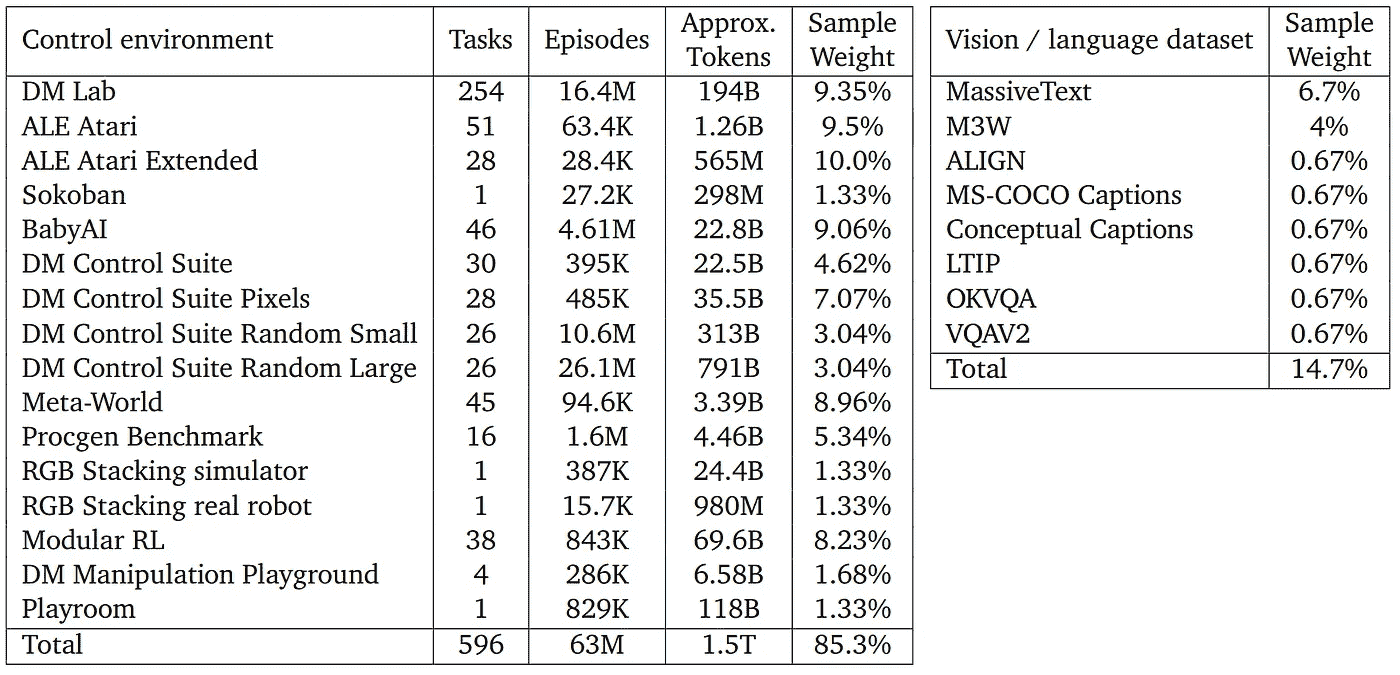 Control environment Tasks Episodes Approx. Tokens Sample Weight
DM Lab 254 16.4M 194B 9.35%
ALE Atari 51 63.4K 1.26B 9.5%
ALE Atari Extended 28 28.4K 565M 10.0%
Sokoban 1 27.2K 298M 1.33%
BabyAI 46 4.61M 22.8B 9.06%
DM Control Suite 30 395K 22.5B 4.62%
DM Control Suite Pixels 28 485K 35.5B 7.07%
DM Control Suite Random Small 26 10.6M 313B 3.04%
DM Control Suite Random Large 26 26.1M 791B 3.04%
Meta-World 45 94.6K 3.39B 8.96%
Procgen Benchmark 16 1.6M 4.46B 5.34%
RGB Stacking simulator 1 387K 24.4B 1.33%
RGB Stacking real robot 1 15.7K 980M 1.33%
Modular RL 38 843K 69.6B 8.23%
DM Manipulation Playground 4 286K 6.58B 1.68%
Playroom 1 829K 118B 1.33%
Total 596 63M 1.5T 85.3%
Vision / language dataset Sample Weight
MassiveText 6.7%
M3W 4%
ALIGN 0.67%
MS-COCO Captions 0.67%
Conceptual Captions 0.67%
LTIP 0.67%
OKVQA 0.67%
VQAV2 0.67%
Total 14.7%